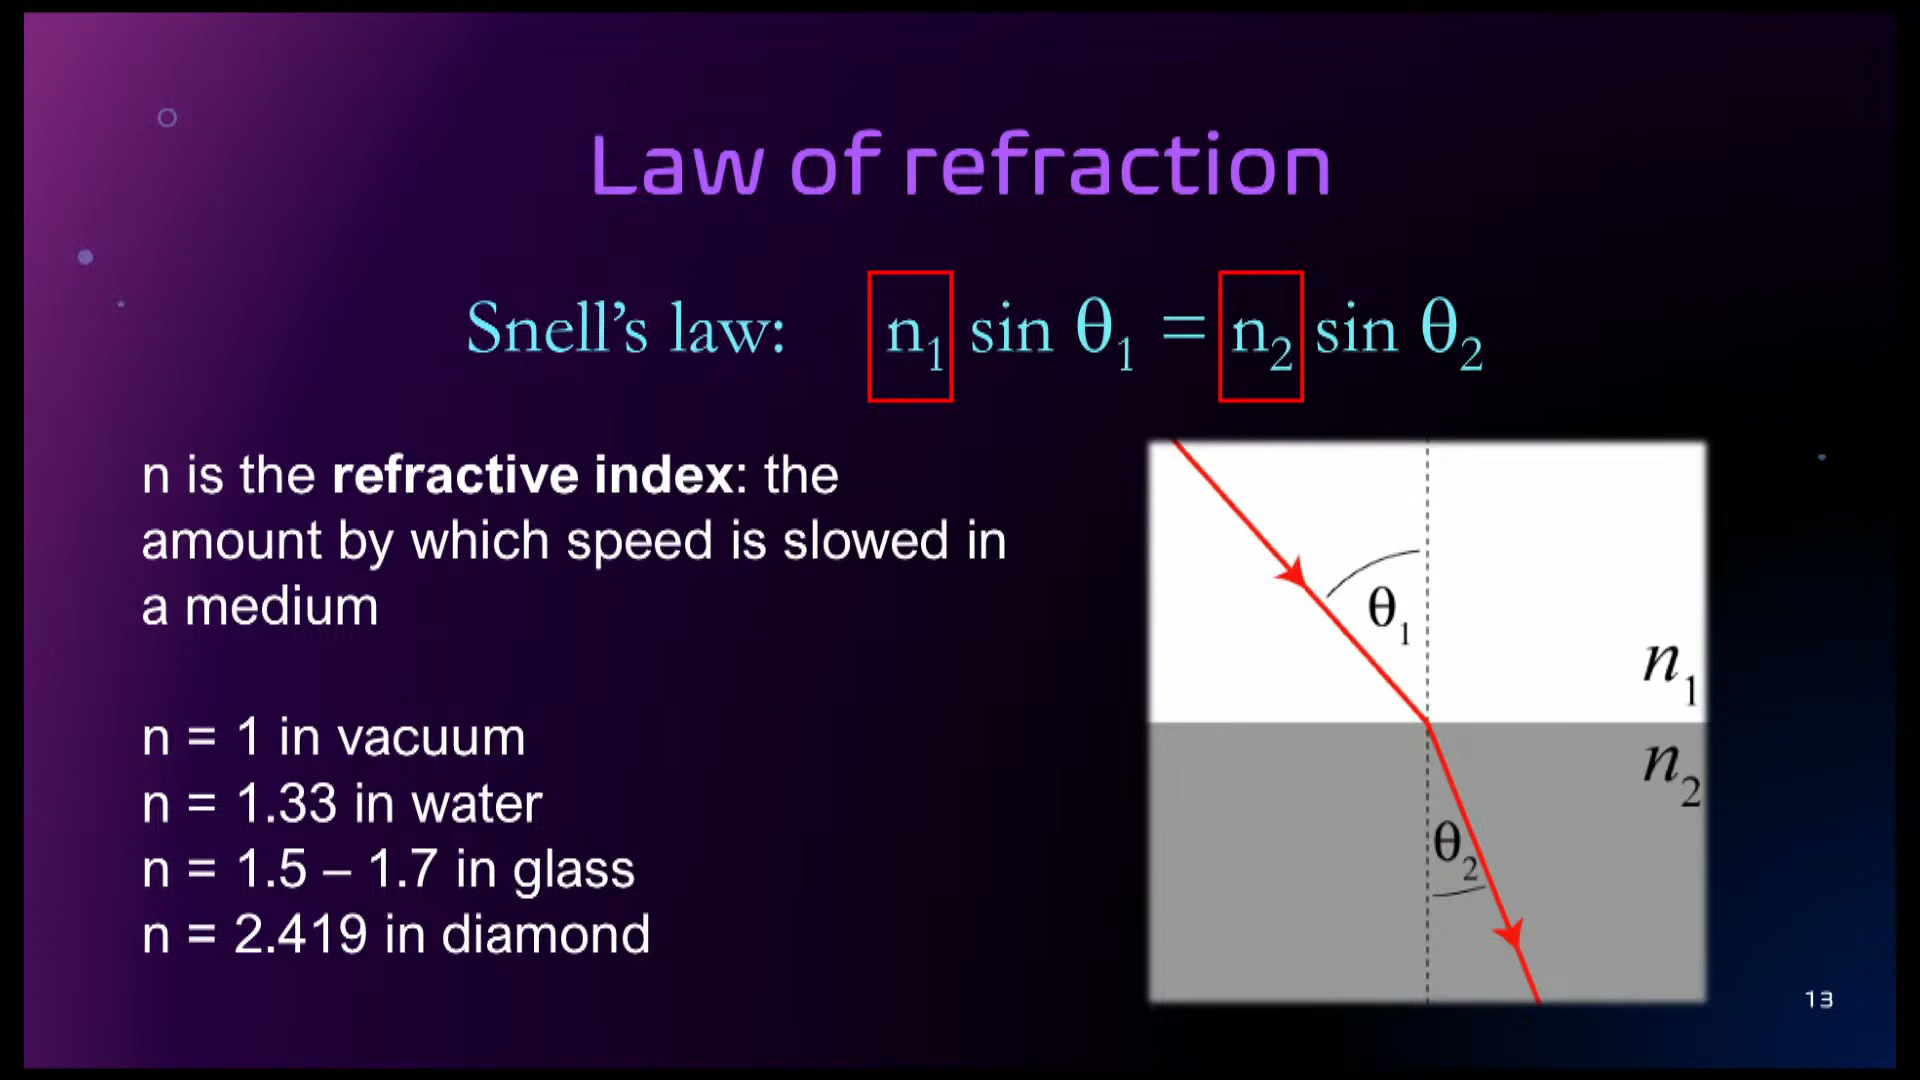 Law of refraction
Snell's law: n₁ sin θ₁ = n₂ sin θ₂
n is the refractive index: the
amount by which speed is slowed in
a medium
n = 1 in vacuum
n = 1.33 in water
n = 1.5 – 1.7 in glass
n = 2.419 in diamond
θ₁
n₁
n₂
θ₂
13